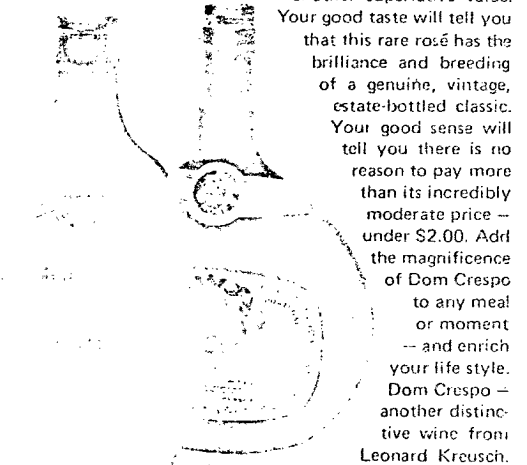 Your good taste will tell you
that this rare rosé has the
brilliance and breeding
of a genuine, vintage,
estate-bottled classic.
Your good sense will
tell you there is no
reason to pay more
than its incredibly
moderate price —
under $2.00. Add
the magnificence
of Dom Crespo
to any meal
or moment
— and enrich
your life style.
Dom Crespo —
another distinc-
tive wine from
Leonard Kreusch.